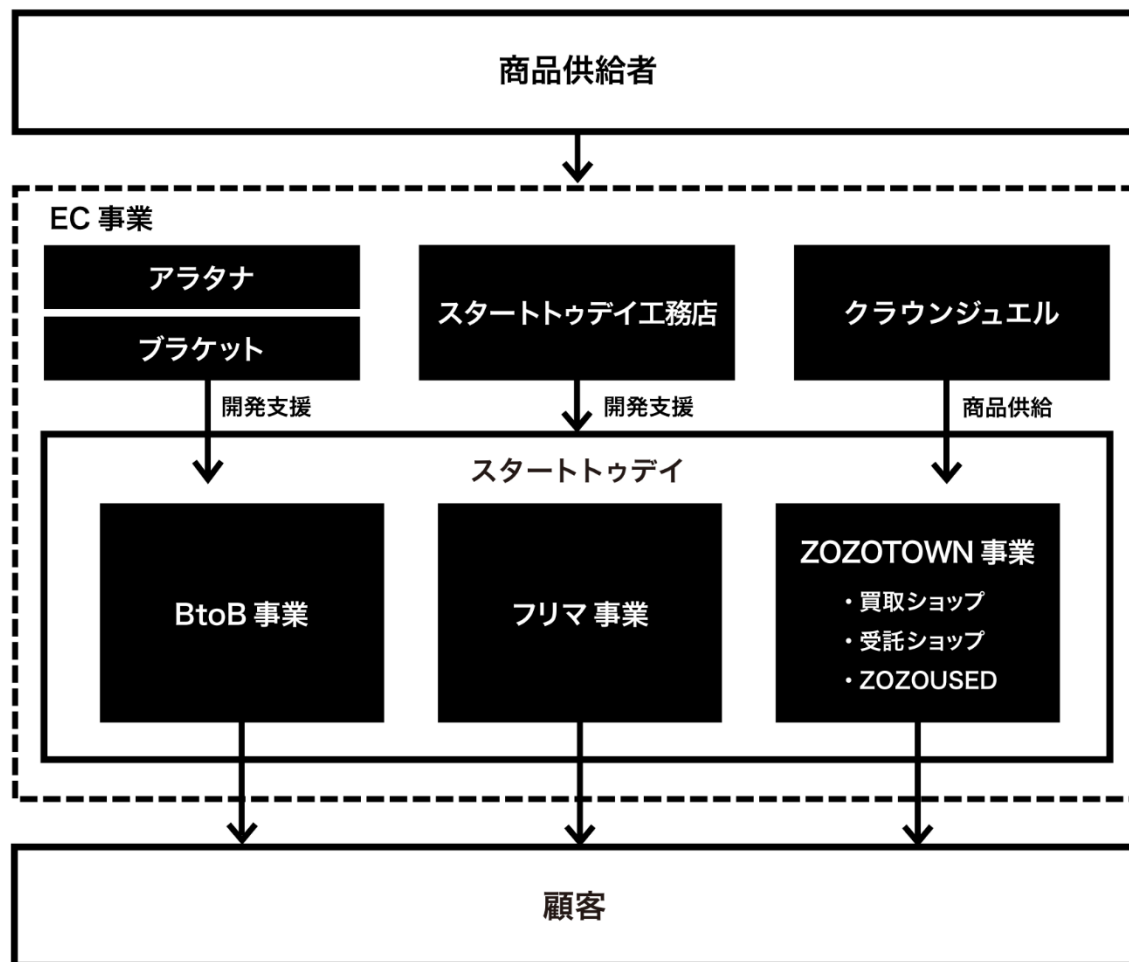 商品供給者
EC 事業
アラタナ
ブラケット
スタートトゥデイ工務店
クラウンジュエル
開発支援
開発支援
商品供給
スタートトゥデイ
BtoB 事業
フリマ 事業
ZOZOTOWN 事業
・買取ショップ
・受託ショップ
・ZOZOUSED
顧客